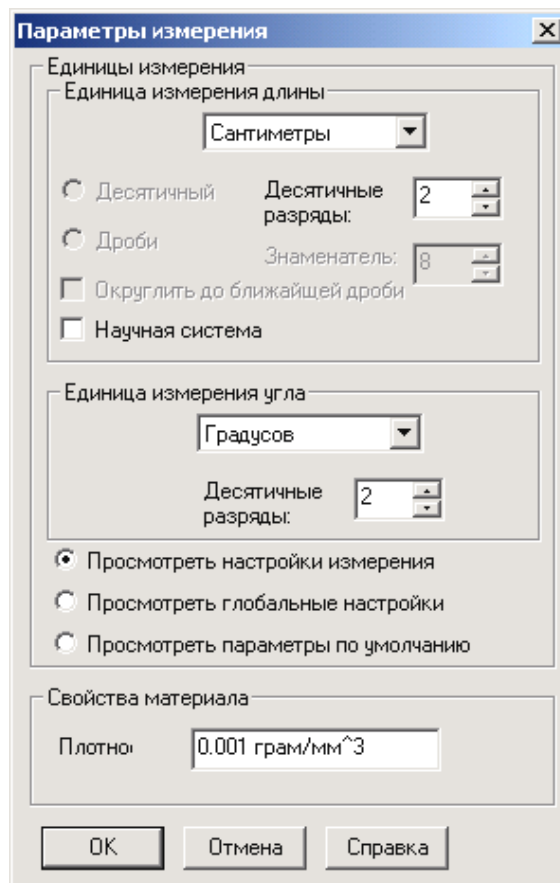 Параметры измерения
Единицы измерения
Единица измерения длины
Сантиметры
Десятичный
Десятичные разряды:
2
Дроби
Знаменатель:
8
Округлить до ближайшей дроби
Научная система
Единица измерения угла
Градусов
Десятичные разряды:
2
Просмотреть настройки измерения
Просмотреть глобальные настройки
Просмотреть параметры по умолчанию
Свойства материала
Плотно
0.001 грам/мм^3
OK
Отмена
Справка